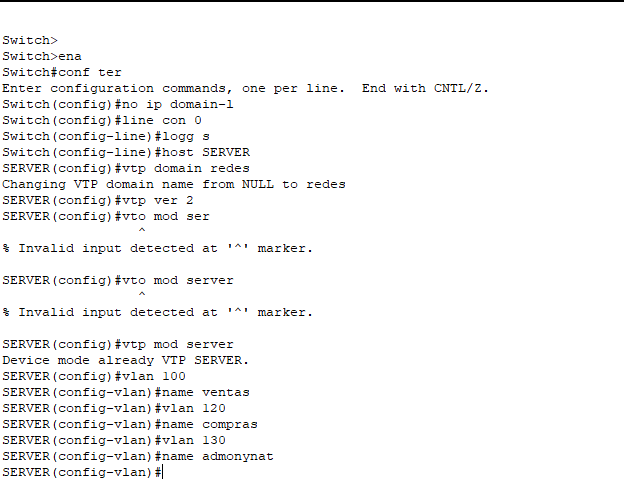 Switch>
Switch>ena
Switch#conf ter
Enter configuration commands, one per line.  End with CNTL/Z.
Switch(config)#no ip domain-l
Switch(config)#line con 0
Switch(config-line)#logg s
Switch(config-line)#host SERVER
SERVER(config)#vtp domain redes
Changing VTP domain name from NULL to redes
SERVER(config)#vtp ver 2
SERVER(config)#vto mod ser
^
% Invalid input detected at '^' marker.
SERVER(config)#vto mod server
^
% Invalid input detected at '^' marker.
SERVER(config)#vtp mod server
Device mode already VTP SERVER.
SERVER(config)#vlan 100
SERVER(config-vlan)#name ventas
SERVER(config-vlan)#vlan 120
SERVER(config-vlan)#name compras
SERVER(config-vlan)#vlan 130
SERVER(config-vlan)#name admonynat
SERVER(config-vlan)#